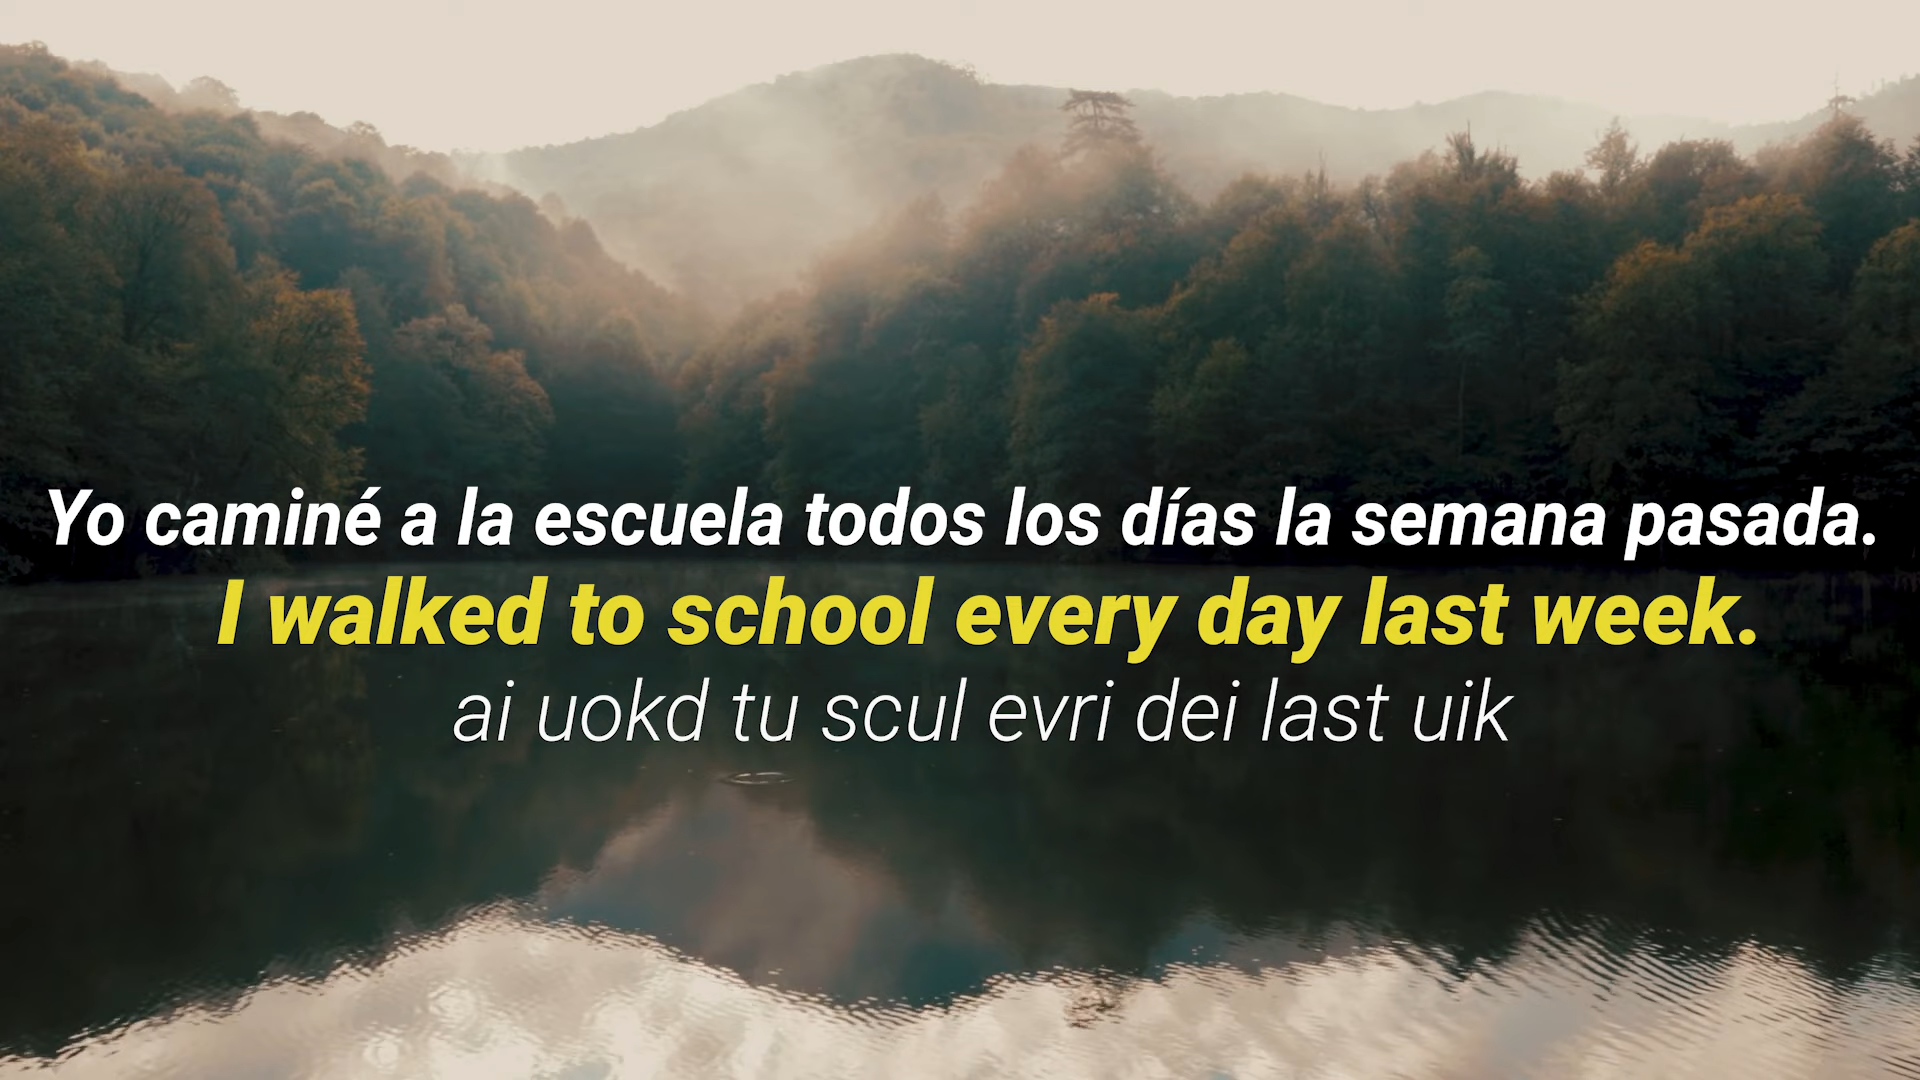 Yo caminé a la escuela todos los días la semana pasada.
I walked to school every day last week.
ai uokd tu scul evri dei last uik